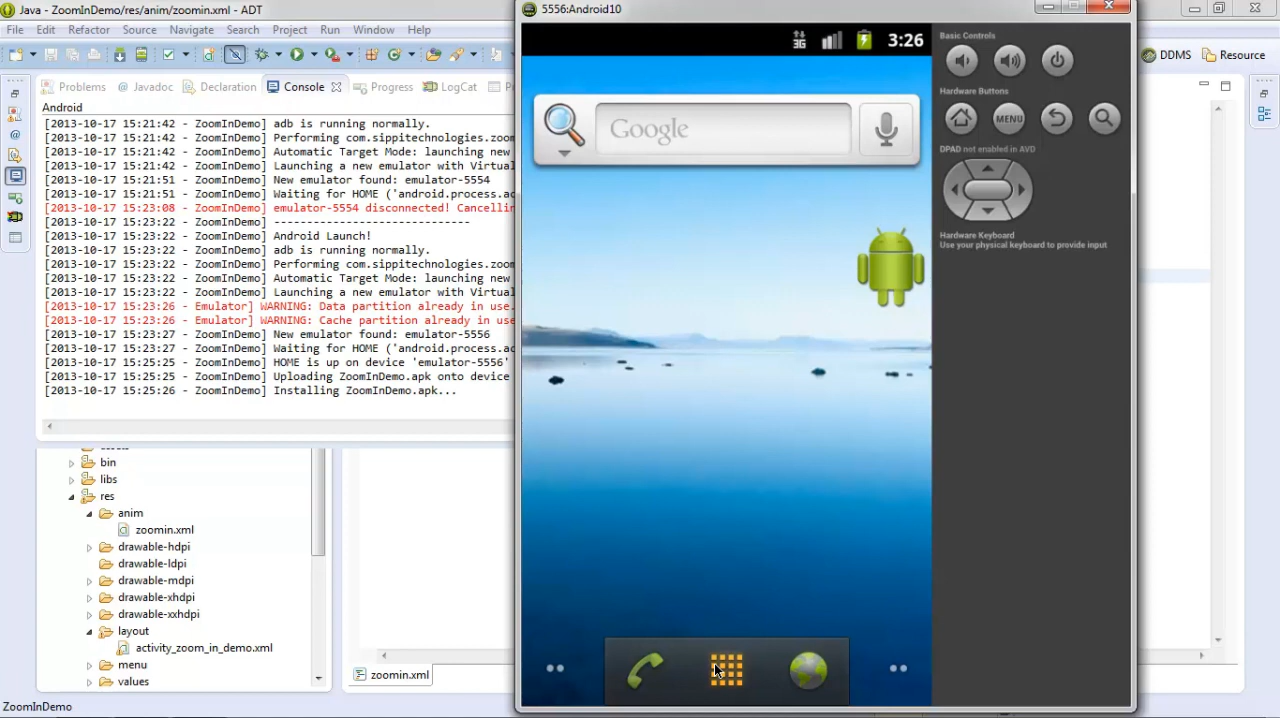 Java - ZoomInDemo/res/anim/zoomin.xml - ADT
File Edit Refactor Source Navigate Search Project Run Window Help
5556:Android10
DDMS Resource
Problems Javadoc Declaration Console Progress LogCat
Android
[2013-10-17 15:21:42 - ZoomInDemo] adb is running normally.
[2013-10-17 15:21:42 - ZoomInDemo] Performing com.sippitechnologies.zoom
[2013-10-17 15:21:42 - ZoomInDemo] Automatic Target Mode: launching new
[2013-10-17 15:21:42 - ZoomInDemo] Launching a new emulator with Virtual
[2013-10-17 15:21:51 - ZoomInDemo] New emulator found: emulator-5554
[2013-10-17 15:21:51 - ZoomInDemo] Waiting for HOME ('android.process.ac
[2013-10-17 15:23:08 - ZoomInDemo] emulator-5554 disconnected! Cancellin
[2013-10-17 15:23:22 - ZoomInDemo] ------------------------------
[2013-10-17 15:23:22 - ZoomInDemo] Android Launch!
[2013-10-17 15:23:22 - ZoomInDemo] adb is running normally.
[2013-10-17 15:23:22 - ZoomInDemo] Performing com.sippitechnologies.zoom
[2013-10-17 15:23:22 - ZoomInDemo] Automatic Target Mode: launching new
[2013-10-17 15:23:22 - ZoomInDemo] Launching a new emulator with Virtual
[2013-10-17 15:23:26 - Emulator] WARNING: Data partition already in use.
[2013-10-17 15:23:26 - Emulator] WARNING: Cache partition already in use
[2013-10-17 15:23:27 - ZoomInDemo] New emulator found: emulator-5556
[2013-10-17 15:23:27 - ZoomInDemo] Waiting for HOME ('android.process.ac
[2013-10-17 15:25:25 - ZoomInDemo] HOME is up on device 'emulator-5556'
[2013-10-17 15:25:25 - ZoomInDemo] Uploading ZoomInDemo.apk onto device
[2013-10-17 15:25:26 - ZoomInDemo] Installing ZoomInDemo.apk...
bin
libs
res
anim
zoomin.xml
drawable-hdpi
drawable-ldpi
drawable-mdpi
drawable-xhdpi
drawable-xxhdpi
layout
activity_zoom_in_demo.xml
menu
values
zoomin.xml
ZoomInDemo
3G 3:26
Google
Basic Controls
Hardware Buttons
MENU
DPAD not enabled in AVD
Hardware Keyboard
Use your physical keyboard to provide input